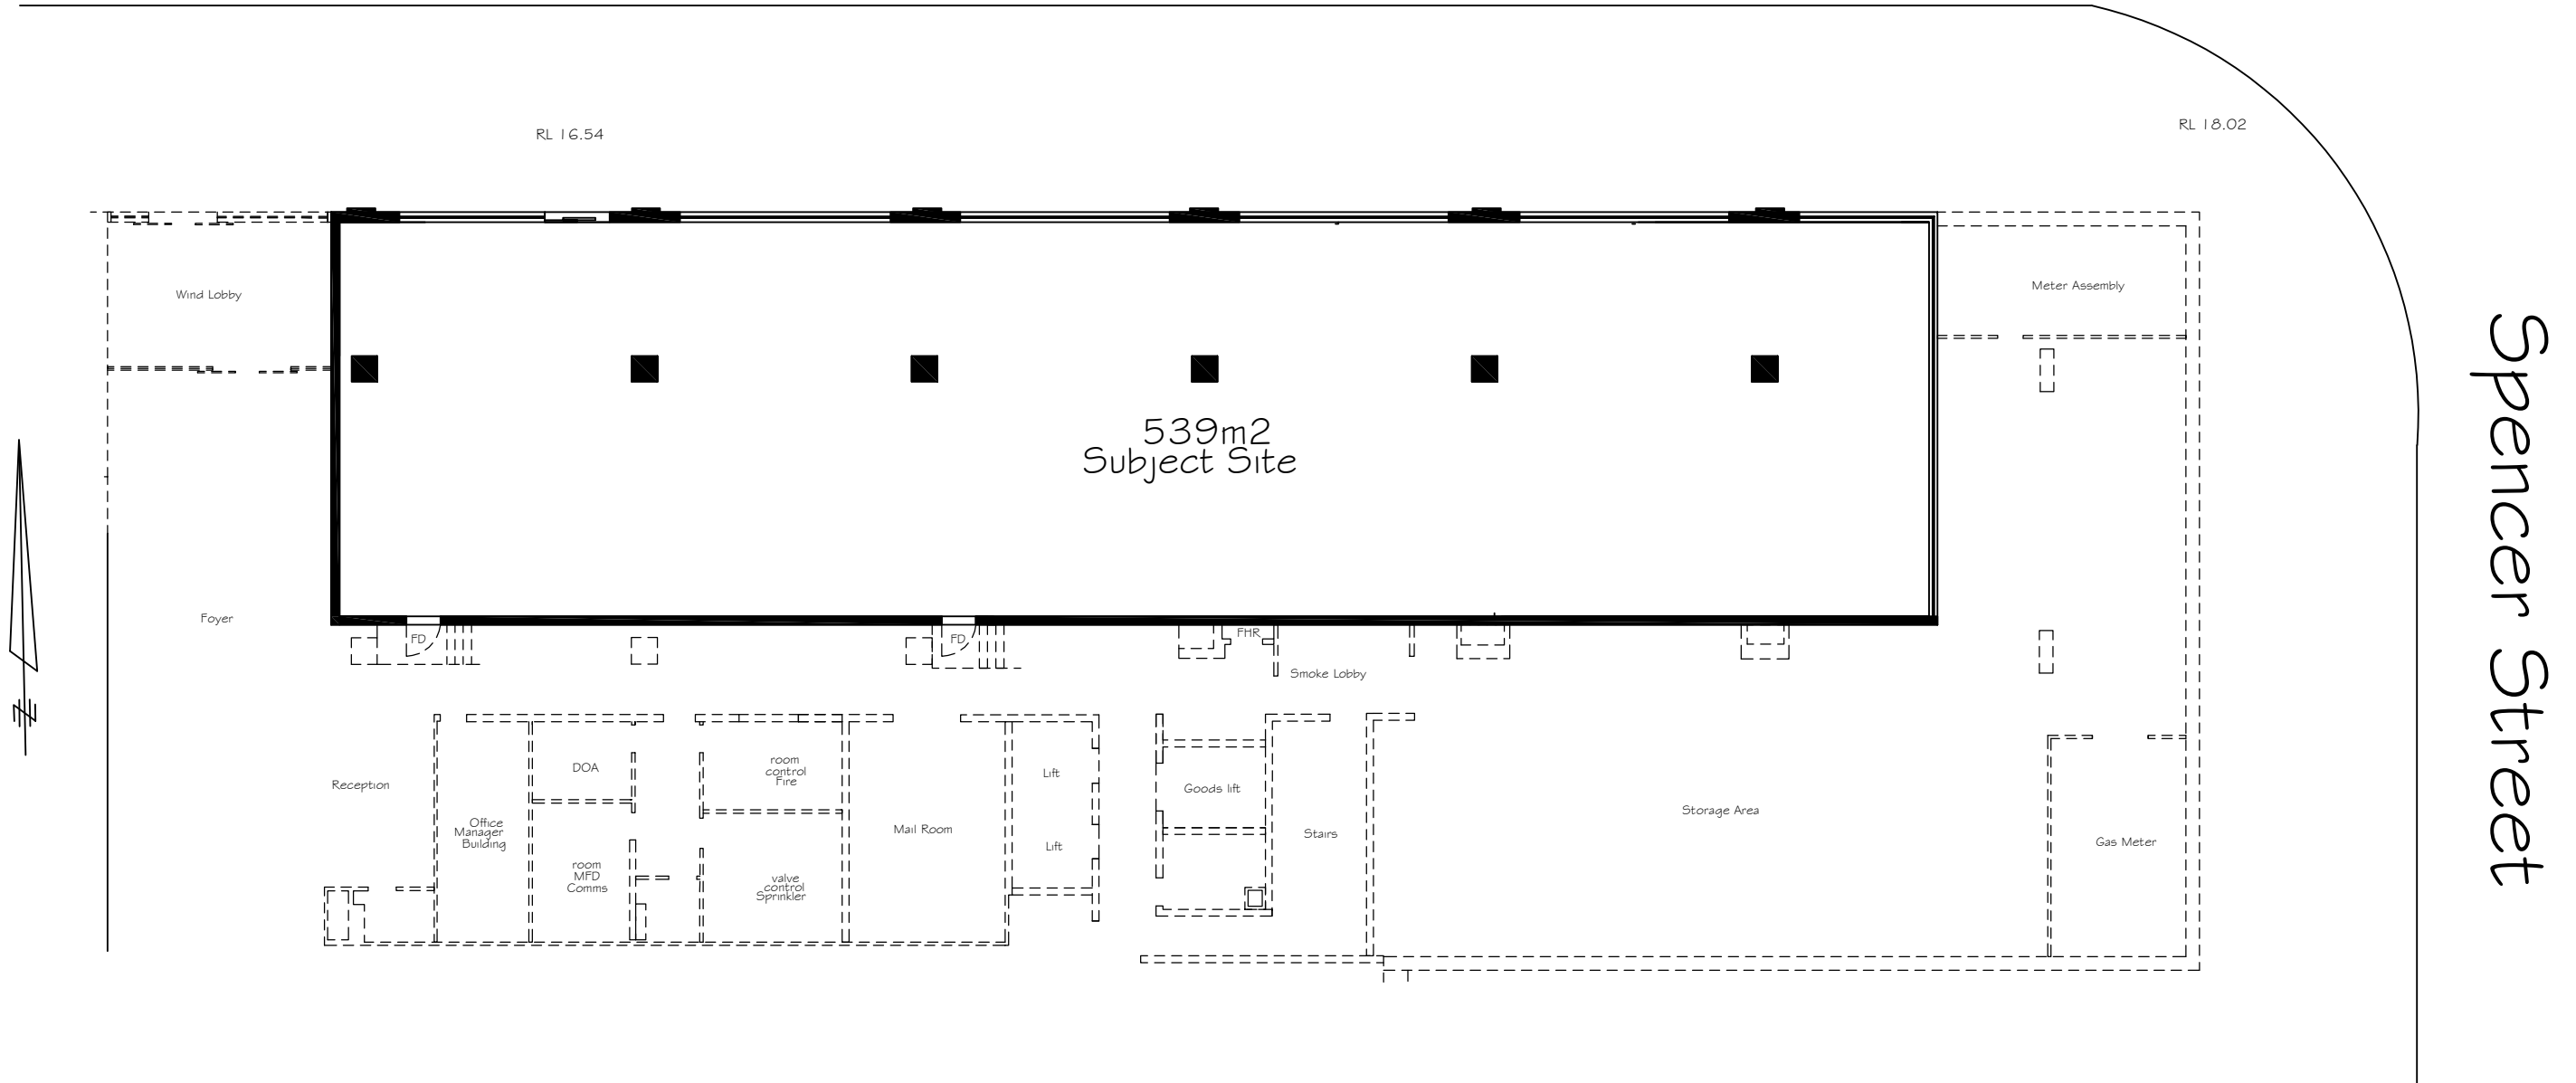 RL 16.54
RL 18.02
Wind Lobby
Meter Assembly
539m2
Subject Site
Spencer Street
Foyer
FD
FD
FHR
Smoke Lobby
N
Reception
Office
Manager
Building
DOA
room
MFD
Comms
room
control
Fire
valve
control
Sprinkler
Mail Room
Lift
Lift
Goods lift
Stairs
Storage Area
Gas Meter